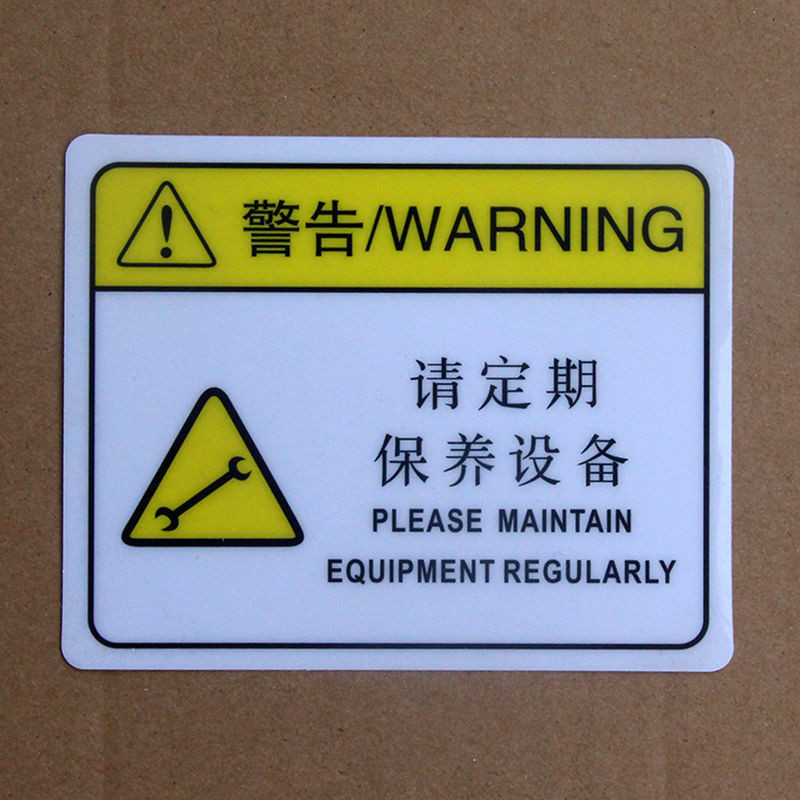 警告/WARNING
请定期
保养设备
PLEASE MAINTAIN
EQUIPMENT REGULARLY